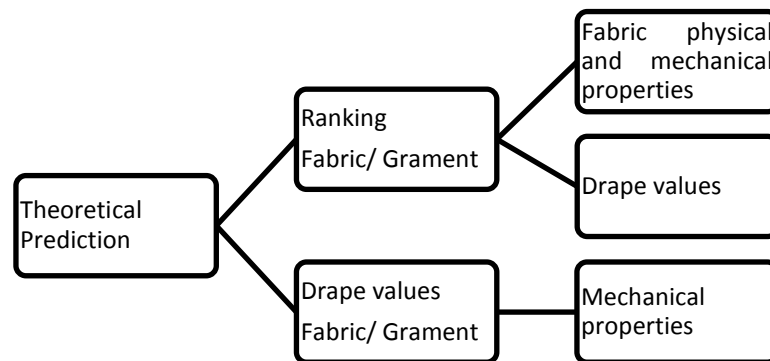 Fabric physical
and mechanical
properties
Ranking
Fabric/ Grament
Drape values
Theoretical
Prediction
Drape values
Fabric/ Grament
Mechanical
properties